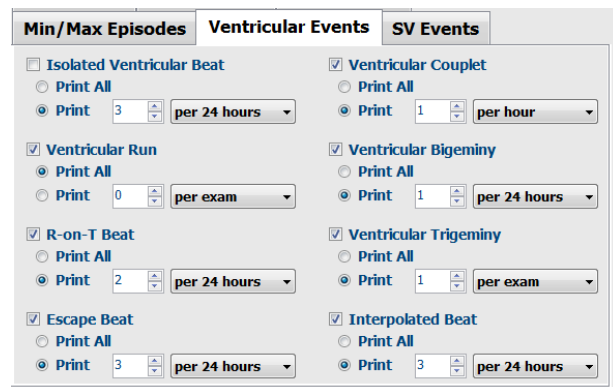 Min/Max Episodes Ventricular Events SV Events
Isolated Ventricular Beat
Print All
Print 3 per 24 hours
Ventricular Couplet
Print All
Print 1 per hour
Ventricular Run
Print All
Print 0 per exam
Ventricular Bigeminy
Print All
Print 1 per 24 hours
R-on-T Beat
Print All
Print 2 per 24 hours
Ventricular Trigeminy
Print All
Print 1 per exam
Escape Beat
Print All
Print 3 per 24 hours
Interpolated Beat
Print All
Print 3 per 24 hours